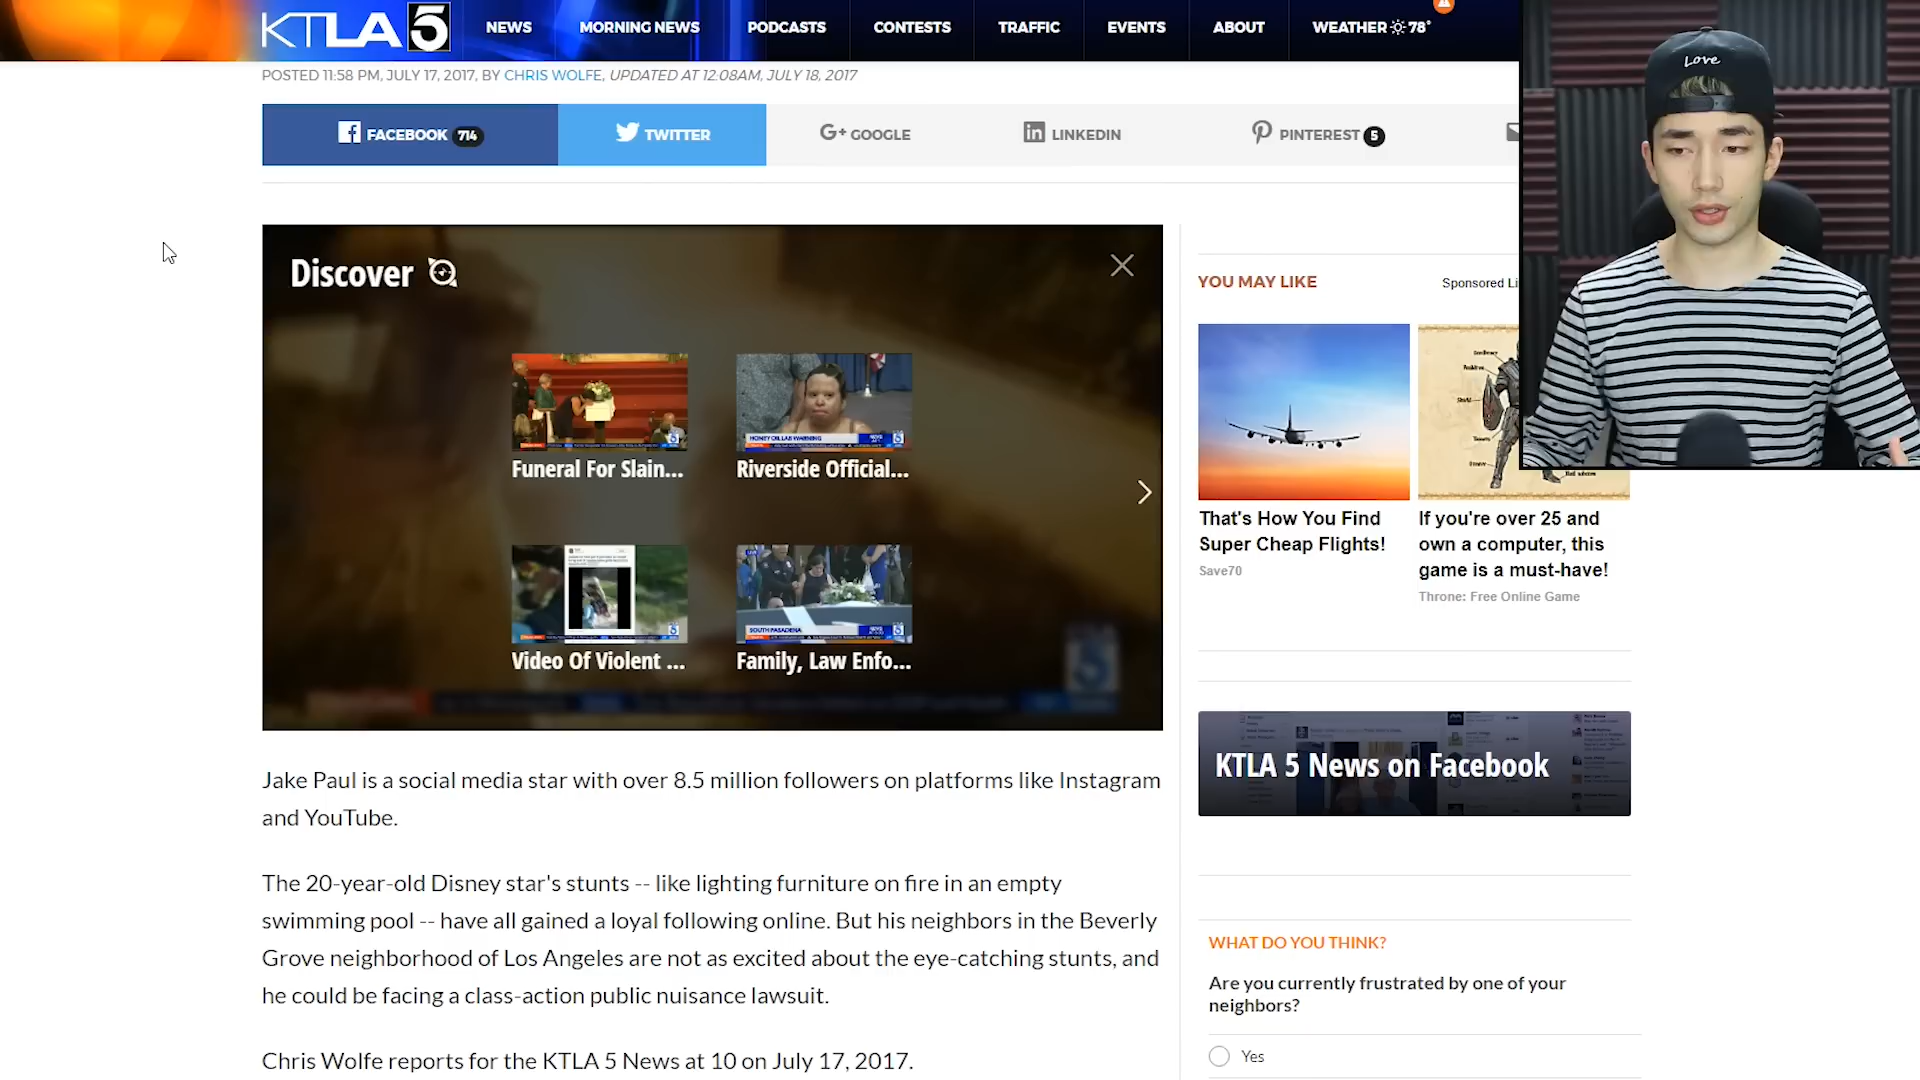 KTLA 5 NEWS MORNING NEWS PODCASTS CONTESTS TRAFFIC EVENTS ABOUT WEATHER 78°
POSTED 11:58 PM, JULY 17, 2017, BY CHRIS WOLFE, UPDATED AT 12:08AM, JULY 18, 2017
FACEBOOK 714 TWITTER G+ GOOGLE in LINKEDIN PINTEREST 5
Love
Discover
Funeral For Slain...
HONEY OIL LAB WARNING
Riverside Official...
Video Of Violent ...
SOUTH PASADENA
Family, Law Enfo...
YOU MAY LIKE
Sponsored Li
That's How You Find
Super Cheap Flights!
Save70
If you're over 25 and
own a computer, this
game is a must-have!
Throne: Free Online Game
KTLA 5 News on Facebook
Jake Paul is a social media star with over 8.5 million followers on platforms like Instagram
and YouTube.
The 20-year-old Disney star's stunts -- like lighting furniture on fire in an empty
swimming pool -- have all gained a loyal following online. But his neighbors in the Beverly
Grove neighborhood of Los Angeles are not as excited about the eye-catching stunts, and
he could be facing a class-action public nuisance lawsuit.
Chris Wolfe reports for the KTLA 5 News at 10 on July 17, 2017.
WHAT DO YOU THINK?
Are you currently frustrated by one of your
neighbors?
Yes